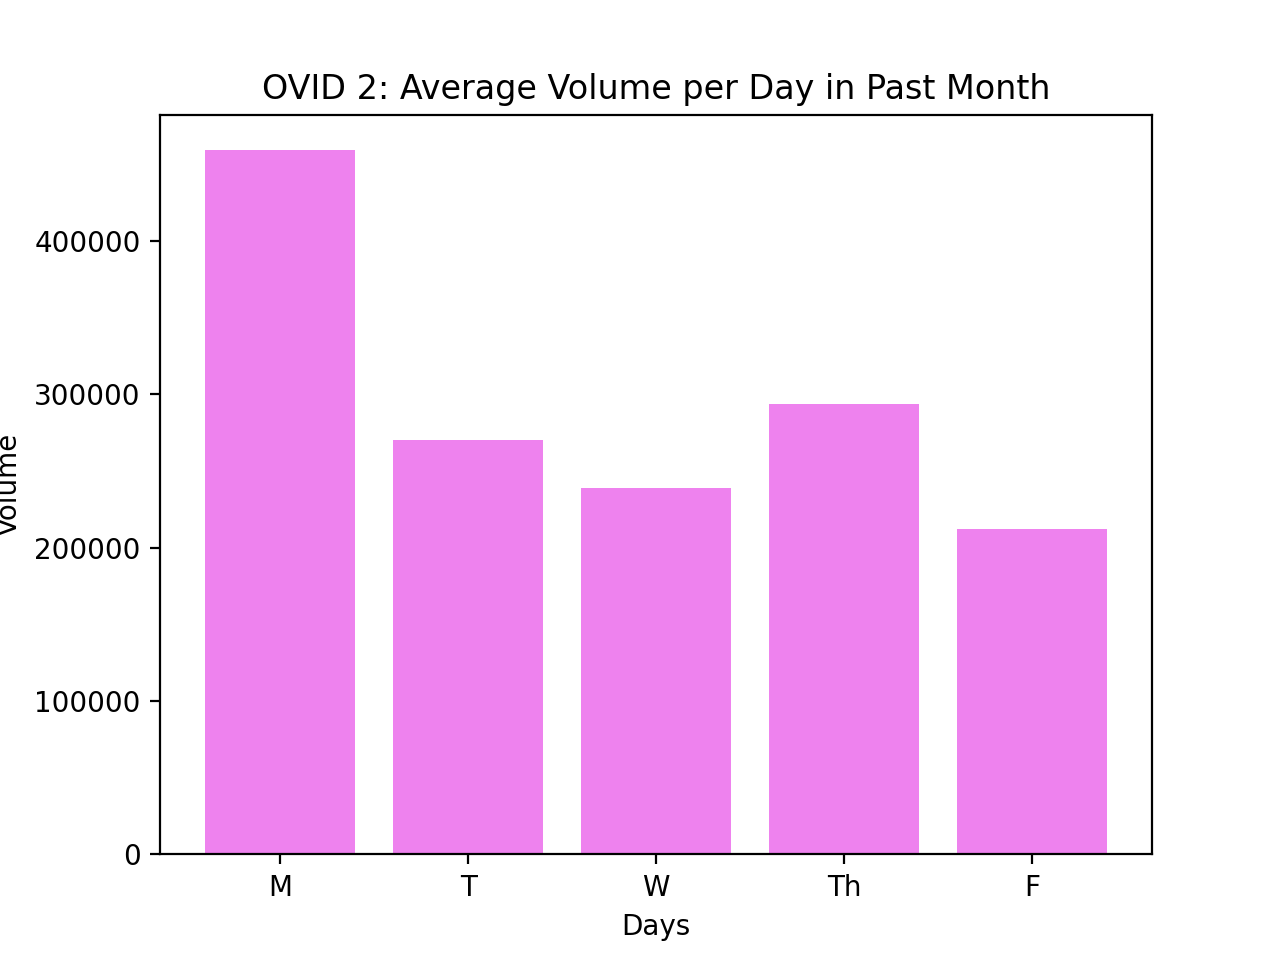 OVID 2: Average Volume per Day in Past Month
Volume
400000
300000
200000
100000
0
M T W Th F
Days